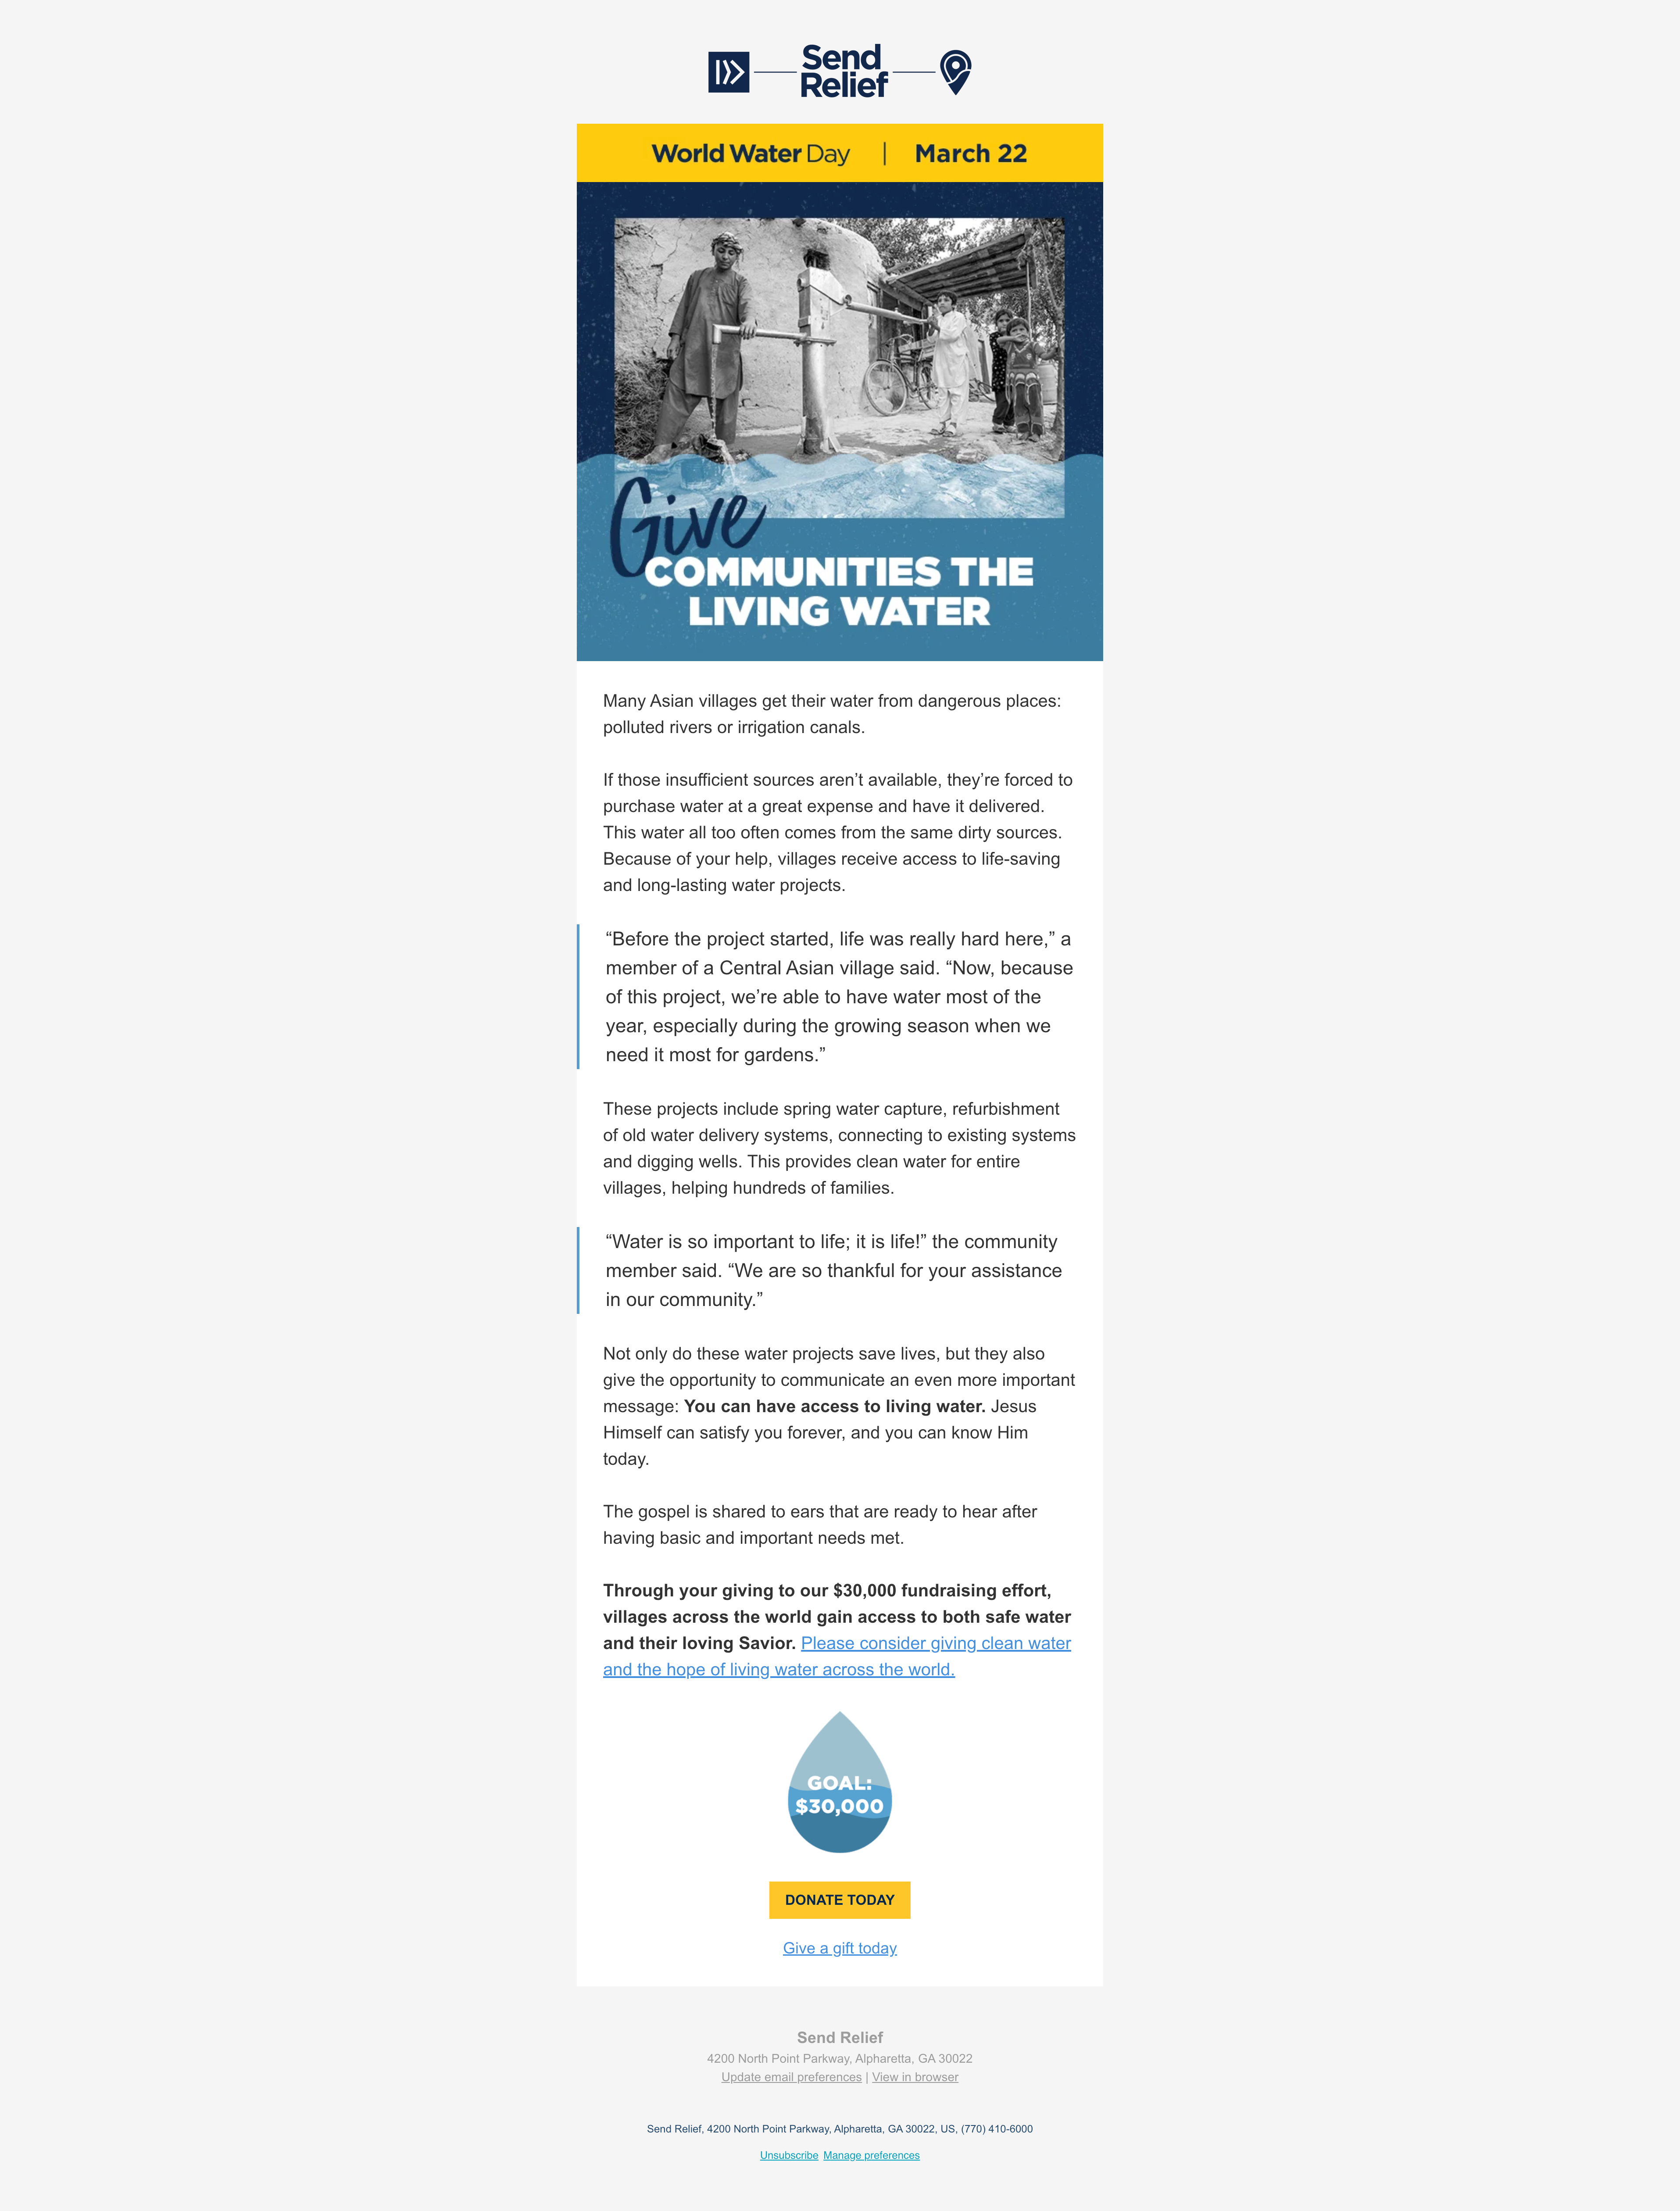 Send
Relief
World Water Day | March 22
Give
COMMUNITIES THE
LIVING WATER
Many Asian villages get their water from dangerous places:
polluted rivers or irrigation canals.
If those insufficient sources aren’t available, they’re forced to
purchase water at a great expense and have it delivered.
This water all too often comes from the same dirty sources.
Because of your help, villages receive access to life-saving
and long-lasting water projects.
“Before the project started, life was really hard here,” a
member of a Central Asian village said. “Now, because
of this project, we’re able to have water most of the
year, especially during the growing season when we
need it most for gardens.”
These projects include spring water capture, refurbishment
of old water delivery systems, connecting to existing systems
and digging wells. This provides clean water for entire
villages, helping hundreds of families.
“Water is so important to life; it is life!” the community
member said. “We are so thankful for your assistance
in our community.”
Not only do these water projects save lives, but they also
give the opportunity to communicate an even more important
message: You can have access to living water. Jesus
Himself can satisfy you forever, and you can know Him
today.
The gospel is shared to ears that are ready to hear after
having basic and important needs met.
Through your giving to our $30,000 fundraising effort,
villages across the world gain access to both safe water
and their loving Savior. Please consider giving clean water
and the hope of living water across the world.
GOAL:
$30,000
DONATE TODAY
Give a gift today
Send Relief
4200 North Point Parkway, Alpharetta, GA 30022
Update email preferences | View in browser
Send Relief, 4200 North Point Parkway, Alpharetta, GA 30022, US, (770) 410-6000
Unsubscribe Manage preferences